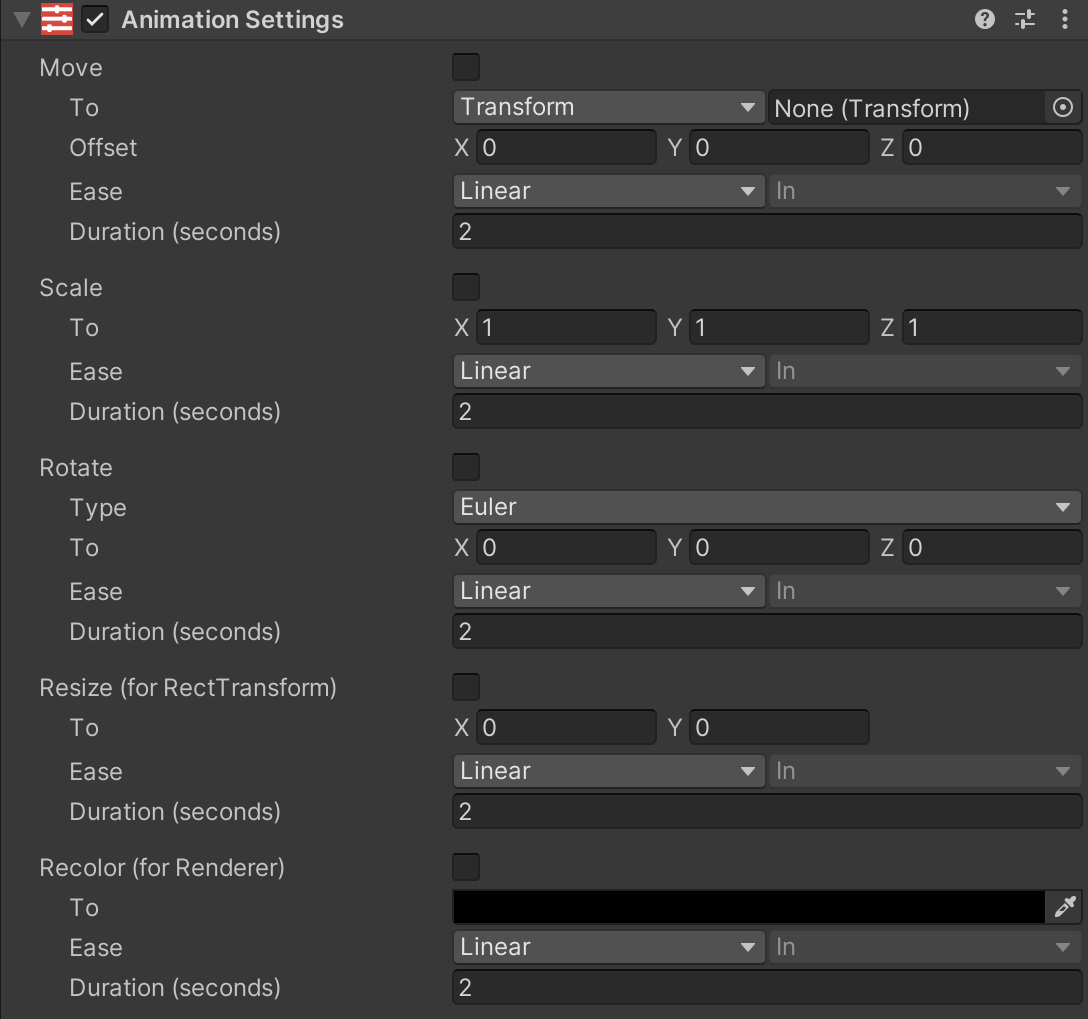 Animation Settings
Move
To Transform None (Transform)
Offset X 0 Y 0 Z 0
Ease Linear In
Duration (seconds) 2
Scale
To X 1 Y 1 Z 1
Ease Linear In
Duration (seconds) 2
Rotate
Type Euler
To X 0 Y 0 Z 0
Ease Linear In
Duration (seconds) 2
Resize (for RectTransform)
To X 0 Y 0
Ease Linear In
Duration (seconds) 2
Recolor (for Renderer)
To
Ease Linear In
Duration (seconds) 2